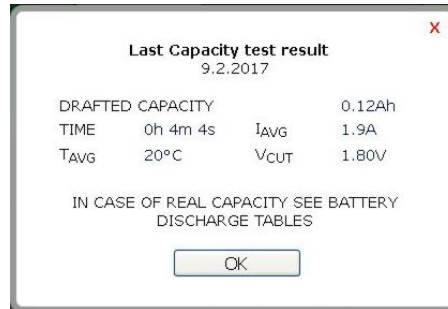 X
Last Capacity test result
9.2.2017
DRAFTED CAPACITY 0.12Ah
TIME 0h 4m 4s IAVG 1.9A
TAVG 20°C VCUT 1.80V
IN CASE OF REAL CAPACITY SEE BATTERY
DISCHARGE TABLES
OK